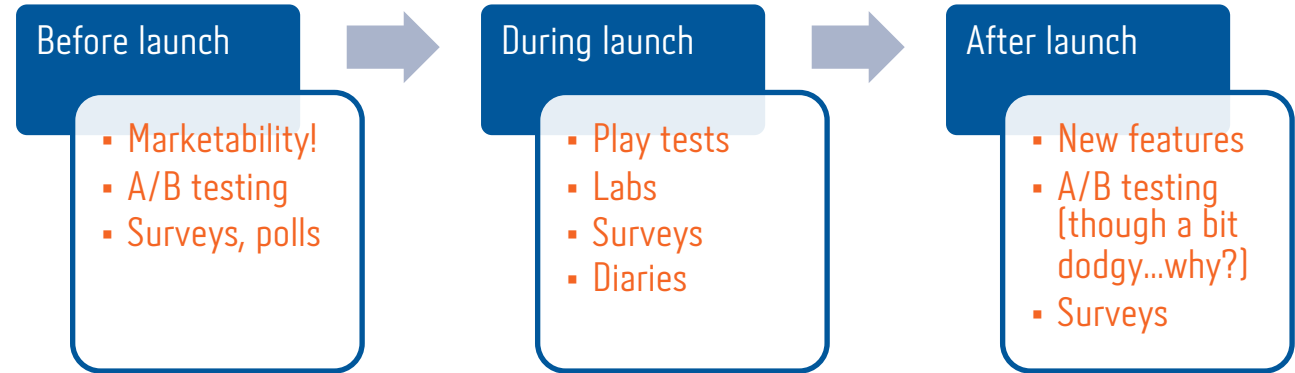 Before launch
▪ Marketability!
▪ A/B testing
▪ Surveys, polls
During launch
▪ Play tests
▪ Labs
▪ Surveys
▪ Diaries
After launch
▪ New features
▪ A/B testing
(though a bit
dodgy...why?)
▪ Surveys